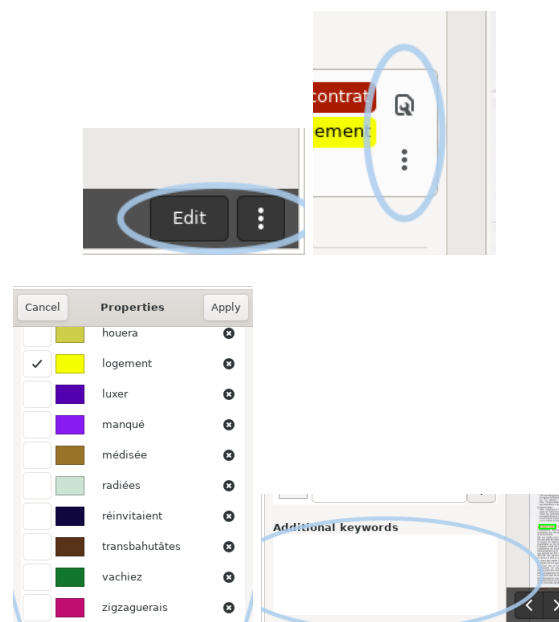 contrat
ement
Edit
Cancel Properties Apply
houera
logement
luxer
manqué
médisée
radiées
réinvitaient
transbahutâtes
vachiez
zigzaguerais
Additional keywords